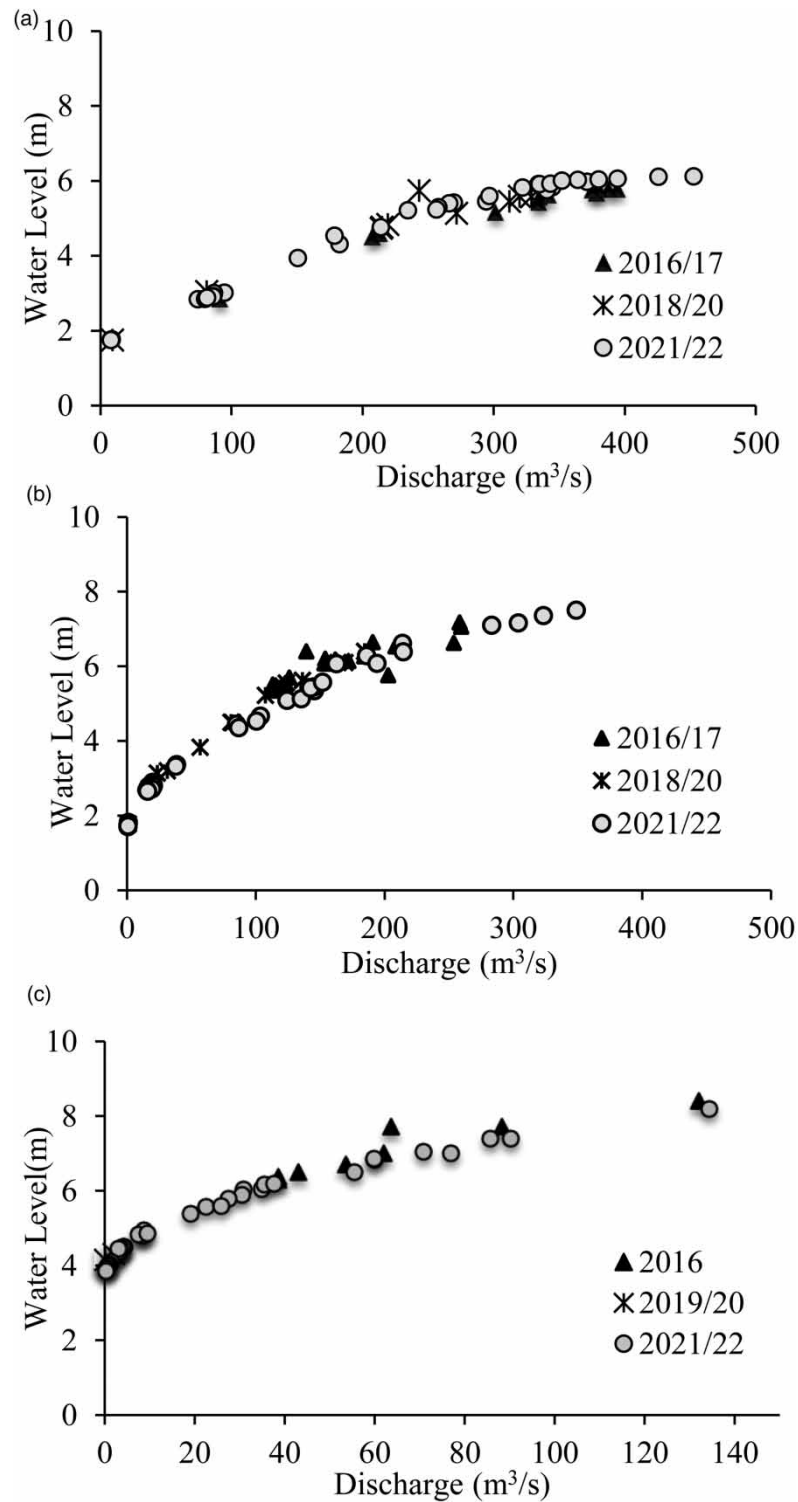 (a)
10
8
6
4
2
0
Water Level (m)
2016/17
2018/20
2021/22
0 100 200 300 400 500
Discharge (m³/s)
(b)
10
8
6
4
2
0
Water Level (m)
2016/17
2018/20
2021/22
0 100 200 300 400 500
Discharge (m³/s)
(c)
10
8
6
4
2
0
Water Level(m)
2016
2019/20
2021/22
0 20 40 60 80 100 120 140
Discharge (m³/s)